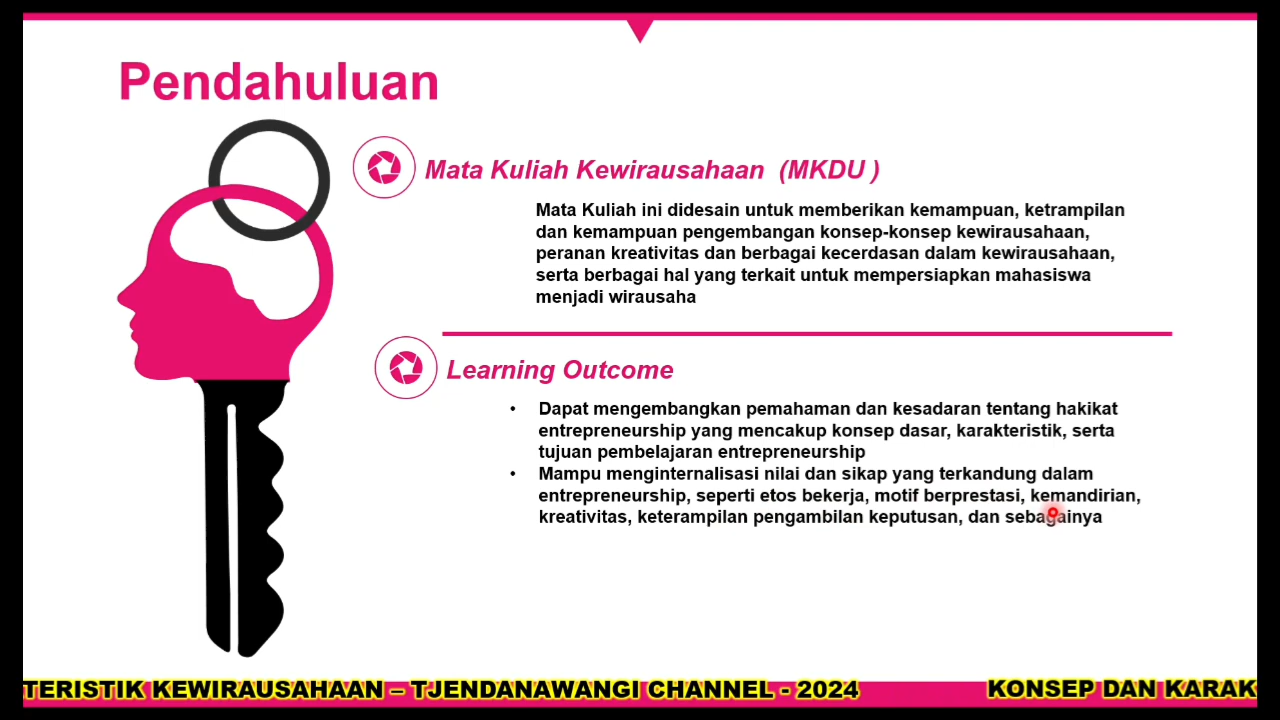 Pendahuluan
Mata Kuliah Kewirausahaan (MKDU )
Mata Kuliah ini didesain untuk memberikan kemampuan, ketrampilan
dan kemampuan pengembangan konsep-konsep kewirausahaan,
peranan kreativitas dan berbagai kecerdasan dalam kewirausahaan,
serta berbagai hal yang terkait untuk mempersiapkan mahasiswa
menjadi wirausaha
Learning Outcome
• Dapat mengembangkan pemahaman dan kesadaran tentang hakikat
entrepreneurship yang mencakup konsep dasar, karakteristik, serta
tujuan pembelajaran entrepreneurship
• Mampu menginternalisasi nilai dan sikap yang terkandung dalam
entrepreneurship, seperti etos bekerja, motif berprestasi, kemandirian,
kreativitas, keterampilan pengambilan keputusan, dan sebagainya
TERISTIK KEWIRAUSAHAAN – TJENDANAWANGI CHANNEL - 2024 KONSEP DAN KARAK